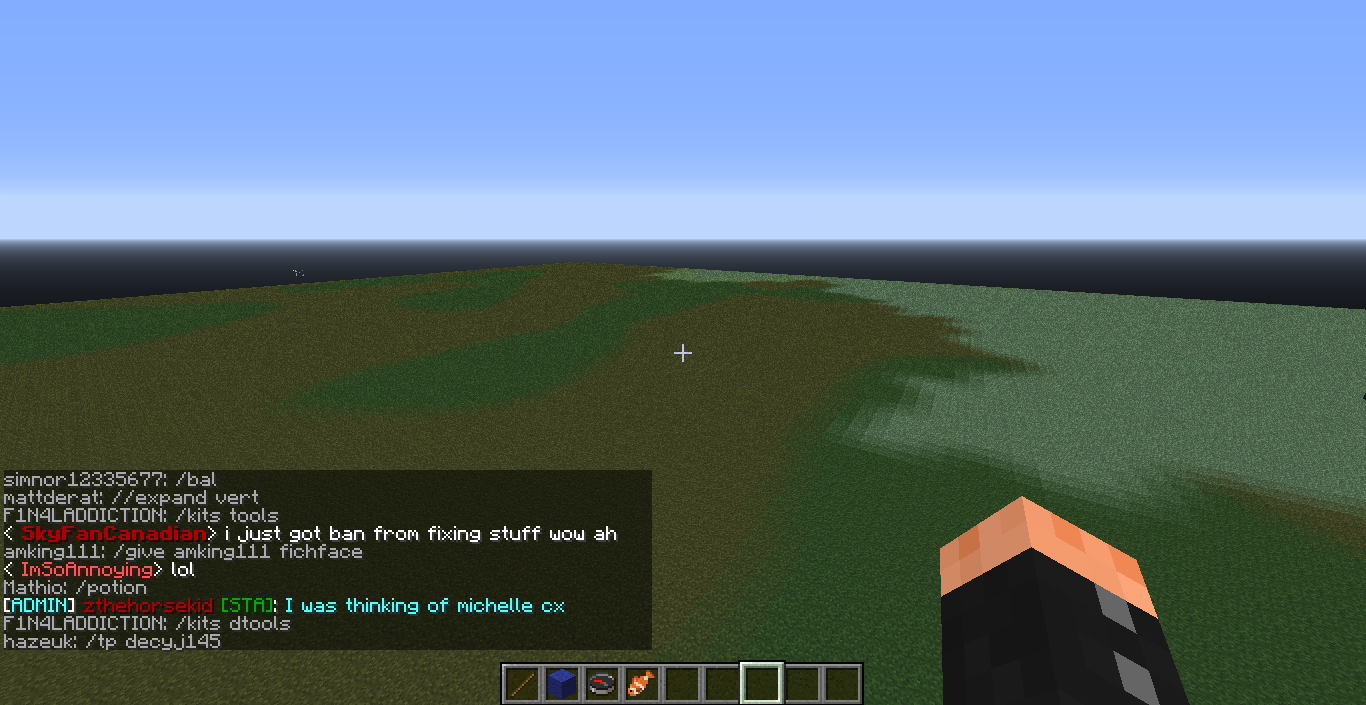 simnor12335677: /bal
mattderat: //expand vert
F1N4LADDICTION: /kits tools
< SkyFanCanadian> i just got ban from fixing stuff wow ah
amking111: /give amking111 fichface
< ImSoAnnoying> lol
Mathio: /potion
[ADMIN] zthehorsekid [STA]: I was thinking of michelle cx
F1N4LADDICTION: /kits dtools
hazeuk: /tp decyj145